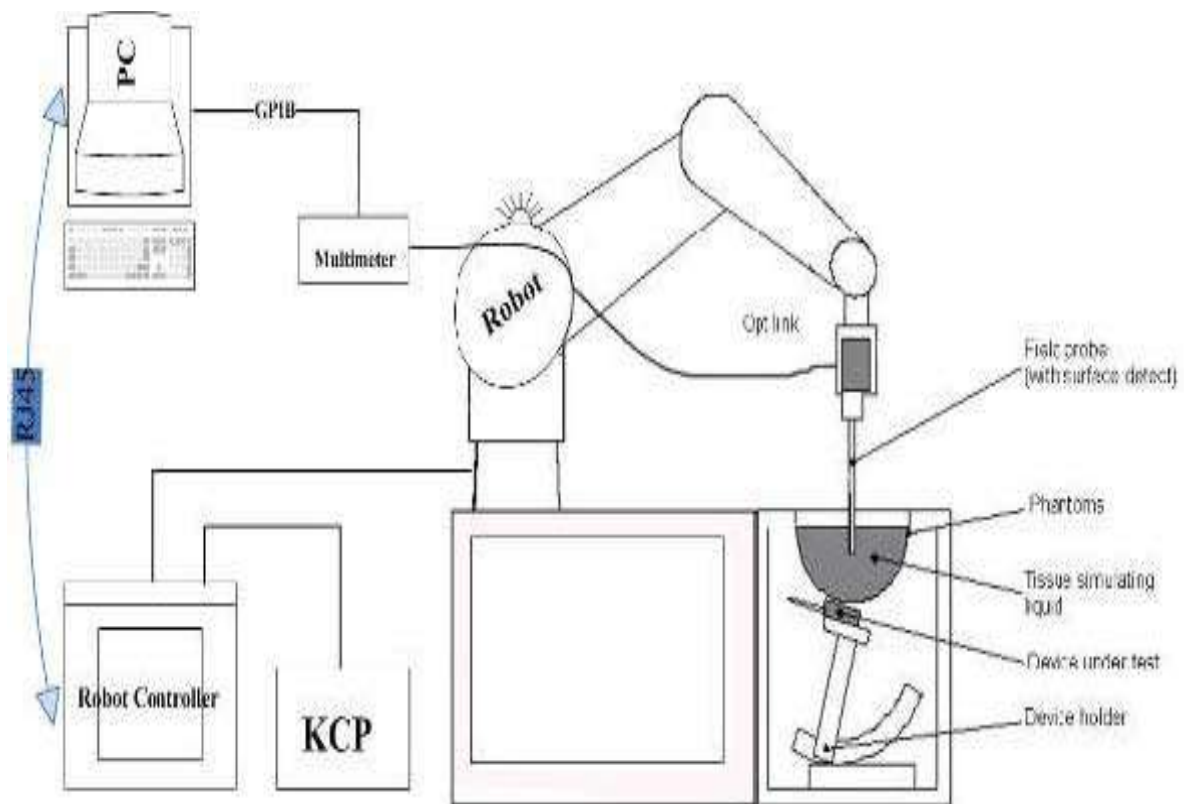 PC
GPIB
Multimeter
Robot
Opt link
Field probe
(with surface detect)
Phantoms
Tissue simulating
liquid
Device under test
Device holder
RJ45
Robot Controller
KCP